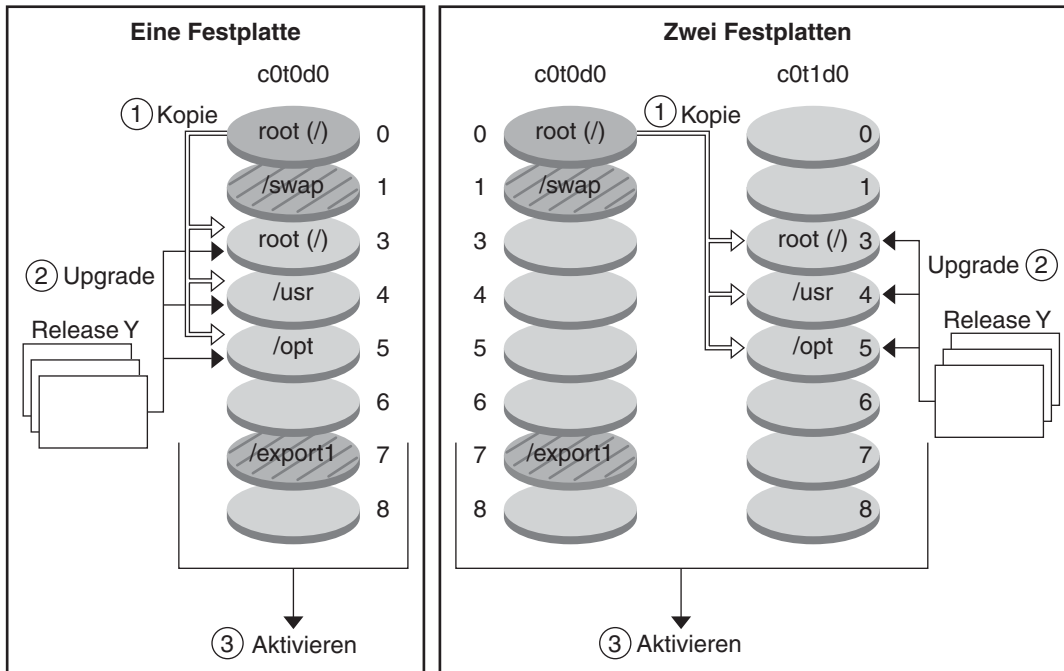 Eine Festplatte
c0t0d0
1 Kopie
root (/) 0
/swap 1
root (/) 3
2 Upgrade
/usr 4
Release Y
/opt 5
6
/export1 7
8
3 Aktivieren
Zwei Festplatten
c0t0d0 c0t1d0
1 Kopie
0 root (/) 0
1 /swap 1
3 root (/) 3
Upgrade 2
4 /usr 4
Release Y
5 /opt 5
6 6
7 /export1 7
8 8
3 Aktivieren